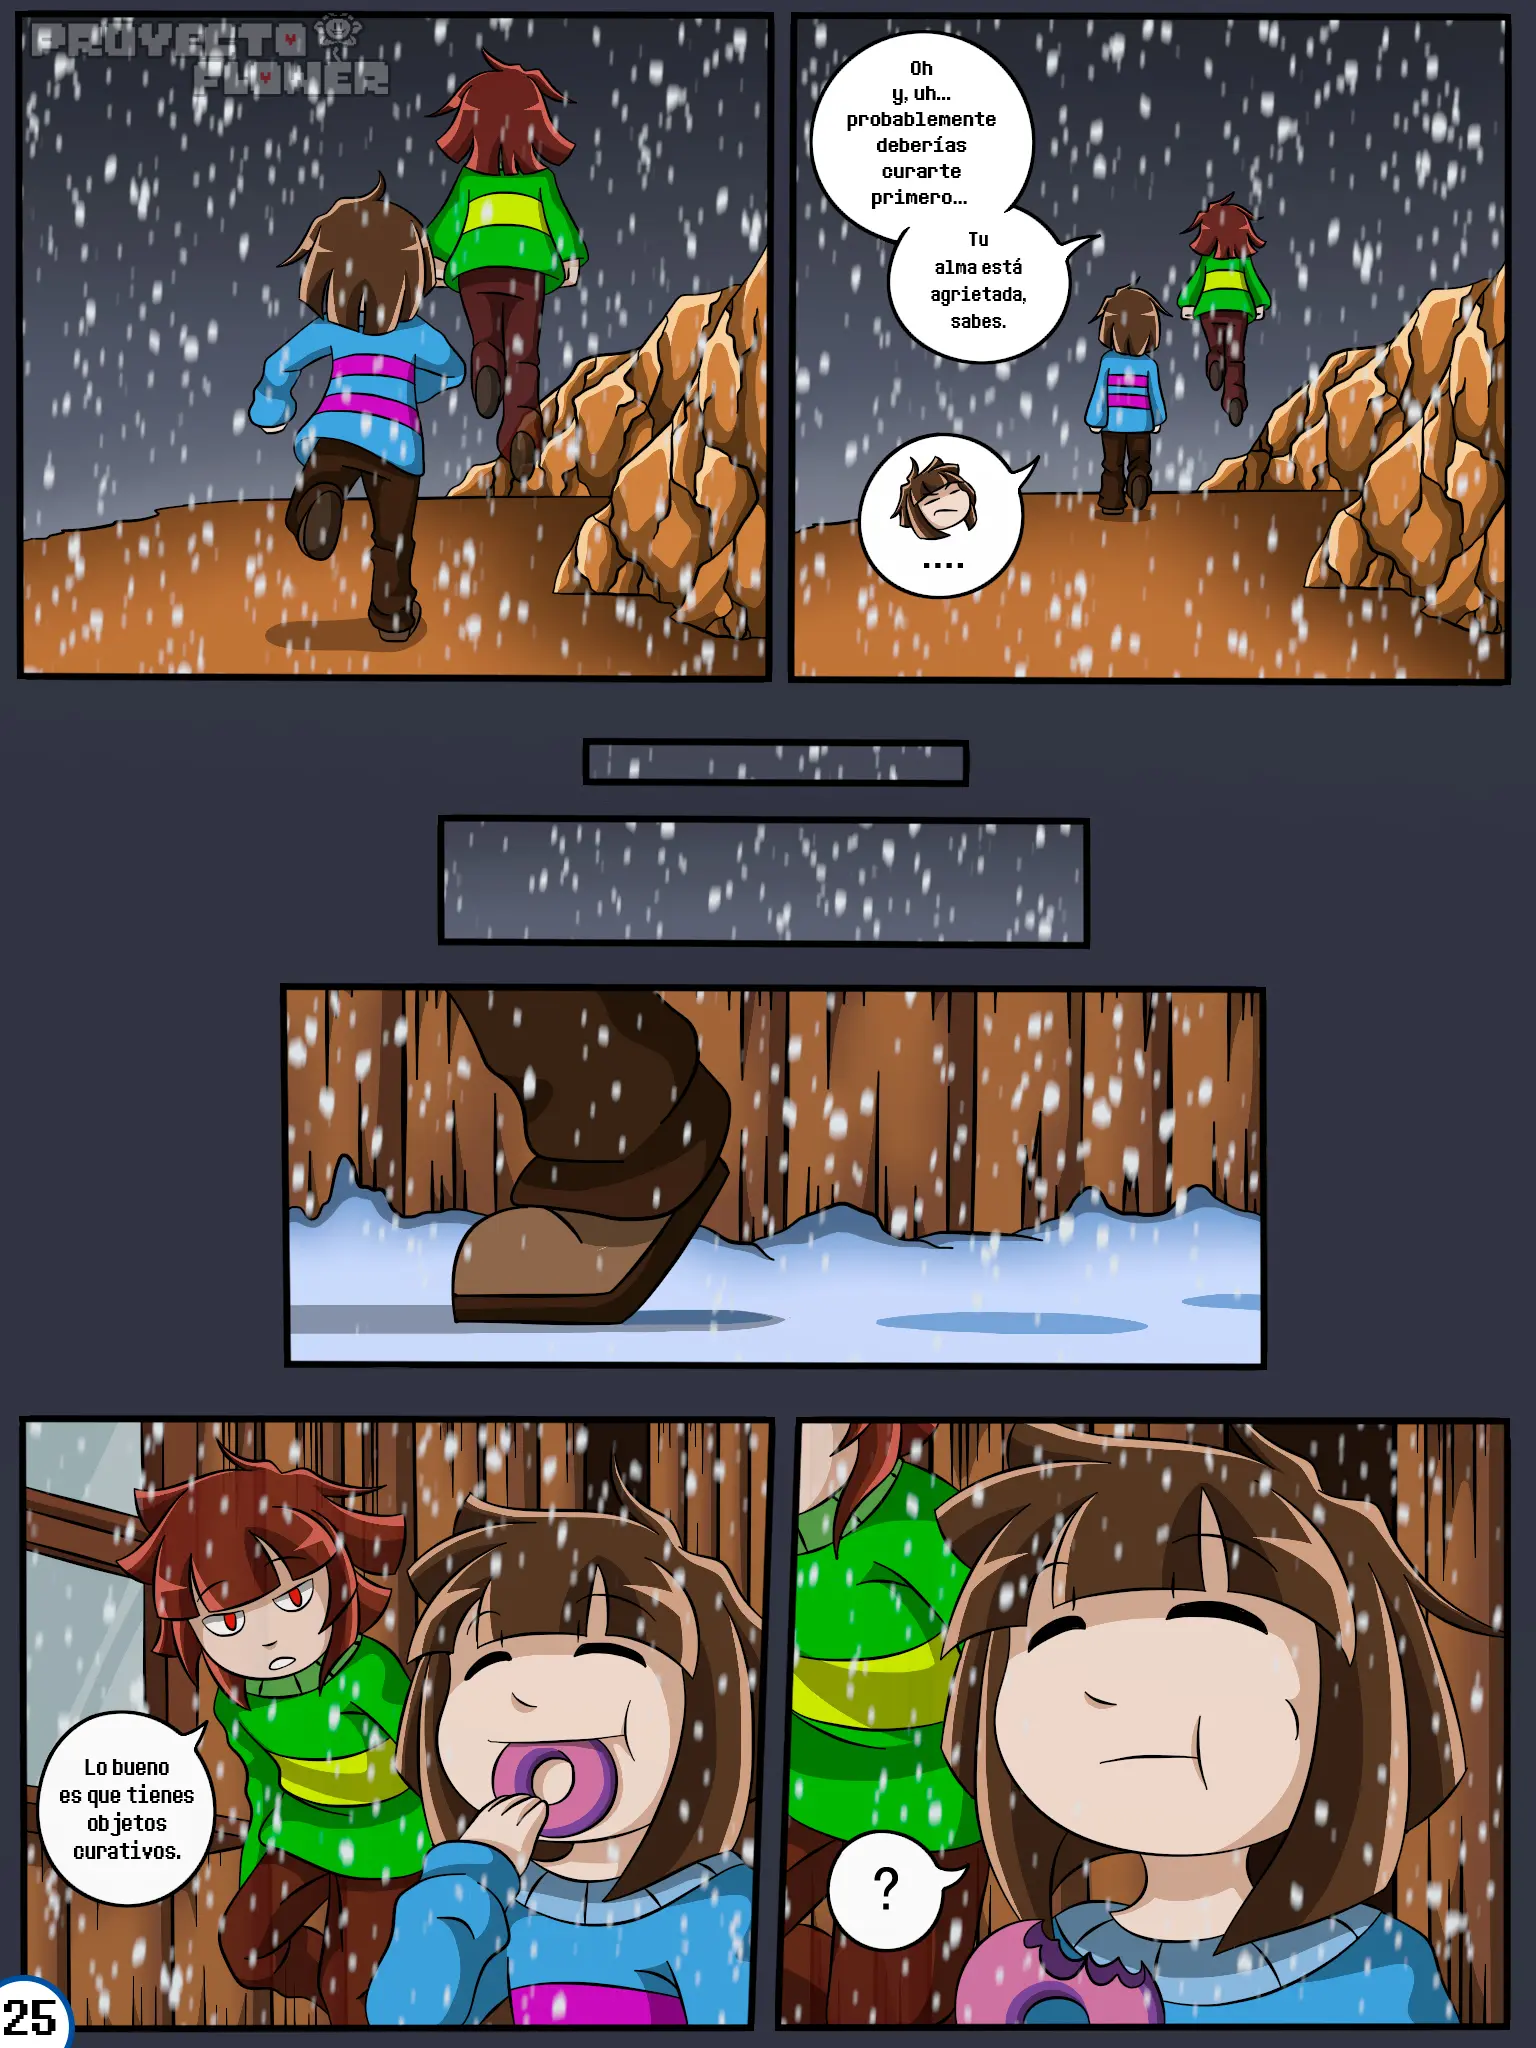 PROYECTO
FLOWER
Oh
y, uh...
probablemente
deberías
curarte
primero...
Tu
alma está
agrietada,
sabes.
....
Lo bueno
es que tienes
objetos
curativos.
?
25